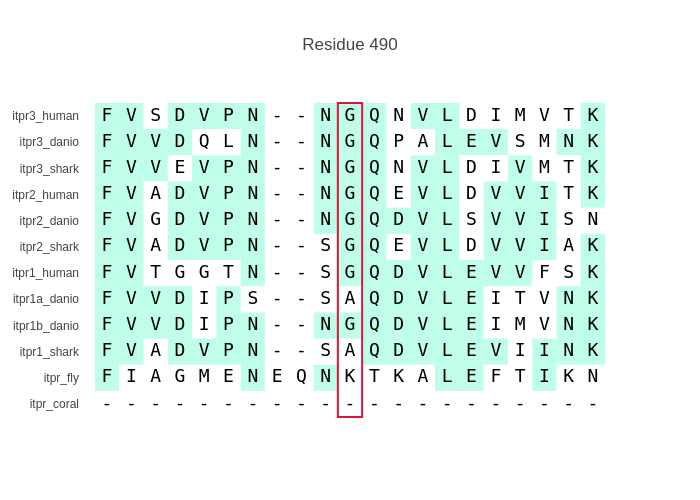 Residue 490
itpr3_human F V S D V P N - - N G Q N V L D I M V T K
itpr3_danio F V V D Q L N - - N G Q P A L E V S M N K
itpr3_shark F V V E V P N - - N G Q N V L D I V M T K
itpr2_human F V A D V P N - - N G Q E V L D V V I T K
itpr2_danio F V G D V P N - - N G Q D V L S V V I S N
itpr2_shark F V A D V P N - - S G Q E V L D V V I A K
itpr1_human F V T G G T N - - S G Q D V L E V V F S K
itpr1a_danio F V V D I P S - - S A Q D V L E I T V N K
itpr1b_danio F V V D I P N - - N G Q D V L E I M V N K
itpr1_shark F V A D V P N - - S A Q D V L E V I I N K
itpr_fly F I A G M E N E Q N K T K A L E F T I K N
itpr_coral - - - - - - - - - - - - - - - - - - - - -